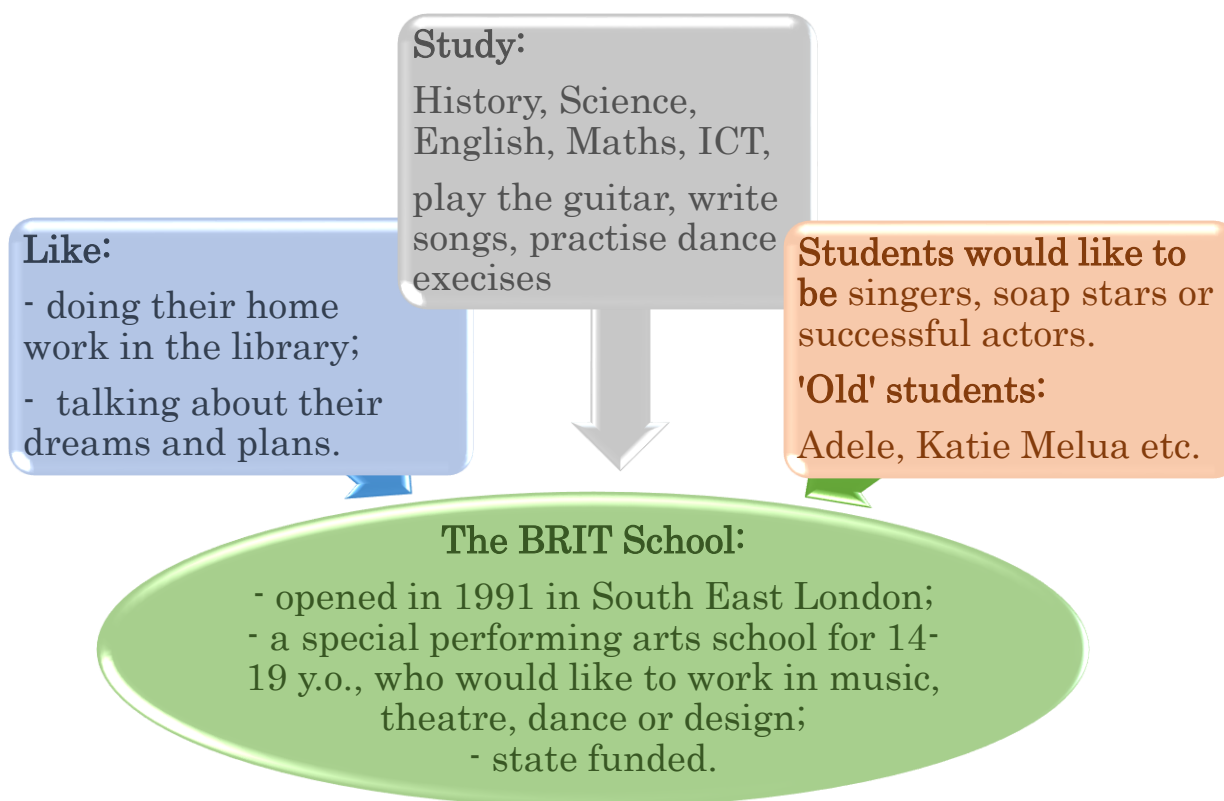 Study:
History, Science,
English, Maths, ICT,
play the guitar, write
songs, practise dance
execises
Like:
- doing their home
work in the library;
- talking about their
dreams and plans.
Students would like to
be singers, soap stars or
successful actors.
'Old' students:
Adele, Katie Melua etc.
The BRIT School:
- opened in 1991 in South East London;
- a special performing arts school for 14-
19 y.o., who would like to work in music,
theatre, dance or design;
- state funded.